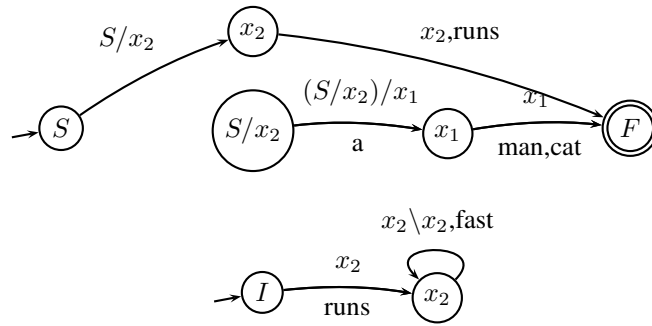 S/x₂
x₂
x₂,runs
S
S/x₂
(S/x₂)/x₁
a
x₁
x₁
man,cat
F
x₂\x₂,fast
I
x₂
runs
x₂